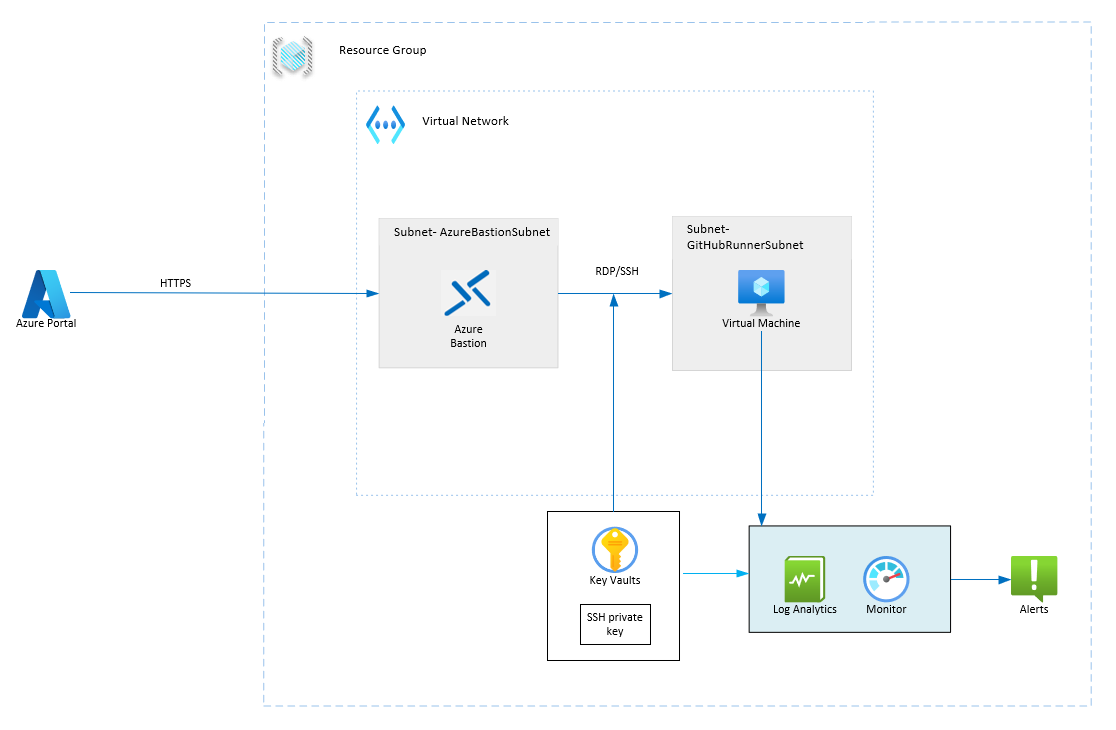 Resource Group
Virtual Network
Subnet- AzureBastionSubnet
Azure
Bastion
Subnet-
GitHubRunnerSubnet
Virtual Machine
RDP/SSH
HTTPS
Azure Portal
Key Vaults
SSH private
key
Log Analytics
Monitor
Alerts